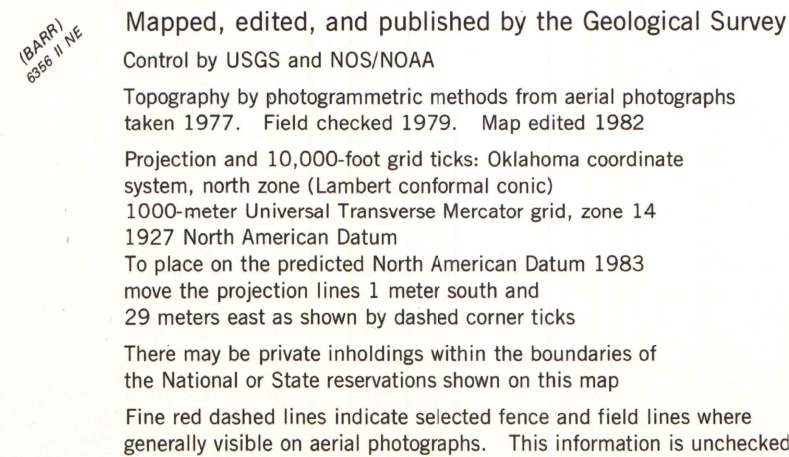 (BARR)
6356 II NE
Mapped, edited, and published by the Geological Survey
Control by USGS and NOS/NOAA
Topography by photogrammetric methods from aerial photographs
taken 1977. Field checked 1979. Map edited 1982
Projection and 10,000-foot grid ticks: Oklahoma coordinate
system, north zone (Lambert conformal conic)
1000-meter Universal Transverse Mercator grid, zone 14
1927 North American Datum
To place on the predicted North American Datum 1983
move the projection lines 1 meter south and
29 meters east as shown by dashed corner ticks
There may be private inholdings within the boundaries of
the National or State reservations shown on this map
Fine red dashed lines indicate selected fence and field lines where
generally visible on aerial photographs. This information is unchecked